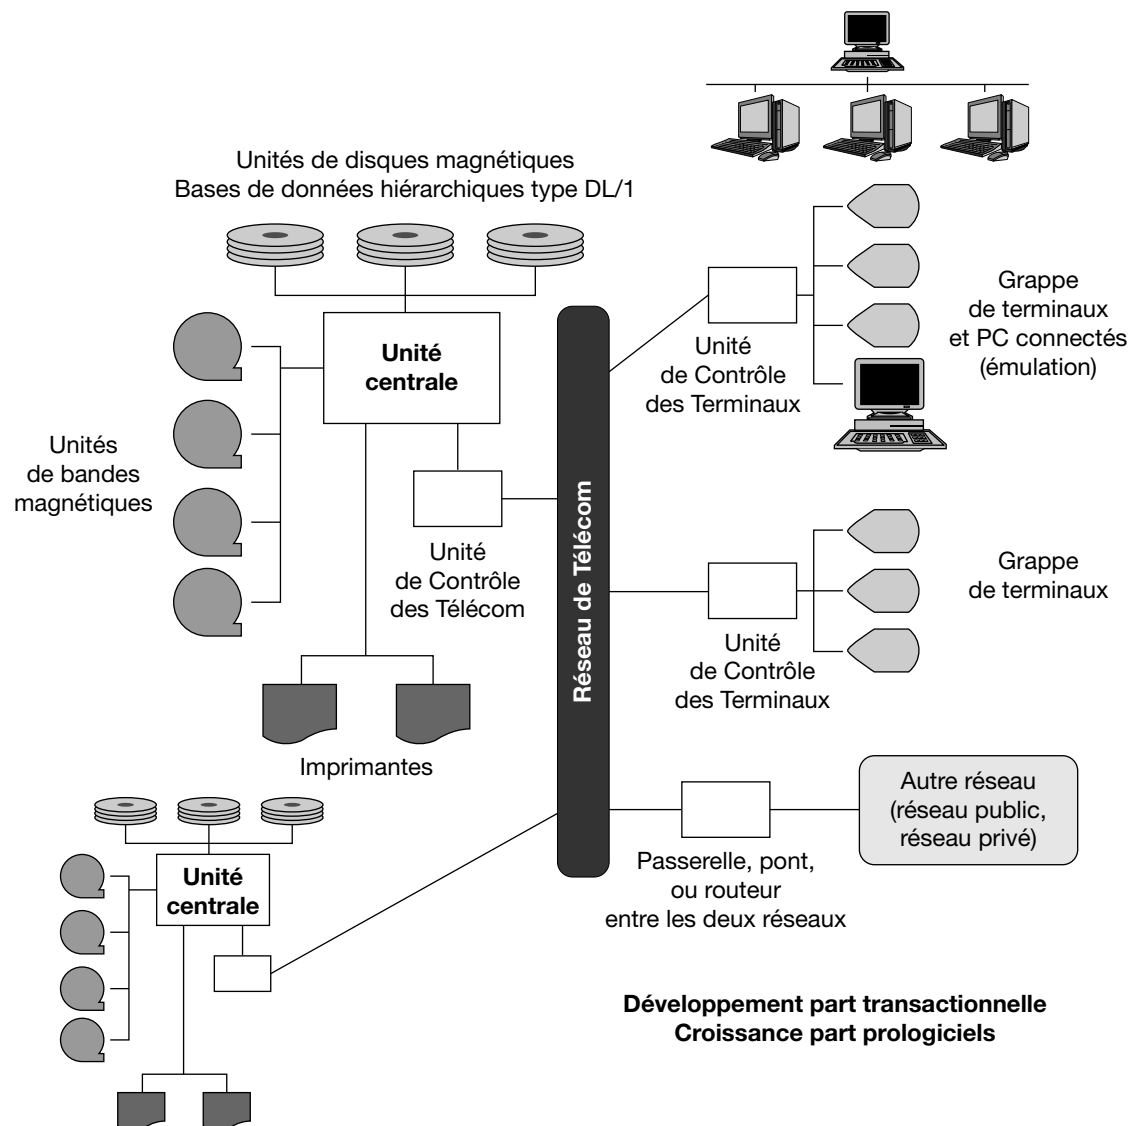 Unités de disques magnétiques
Bases de données hiérarchiques type DL/1
Unité
centrale
Unités
de bandes
magnétiques
Unité
de Contrôle
des Télécom
Imprimantes
Réseau de Télécom
Unité
de Contrôle
des Terminaux
Grappe
de terminaux
et PC connectés
(émulation)
Unité
de Contrôle
des Terminaux
Grappe
de terminaux
Autre réseau
(réseau public,
réseau privé)
Passerelle, pont,
ou routeur
entre les deux réseaux
Unité
centrale
Développement part transactionnelle
Croissance part prologiciels